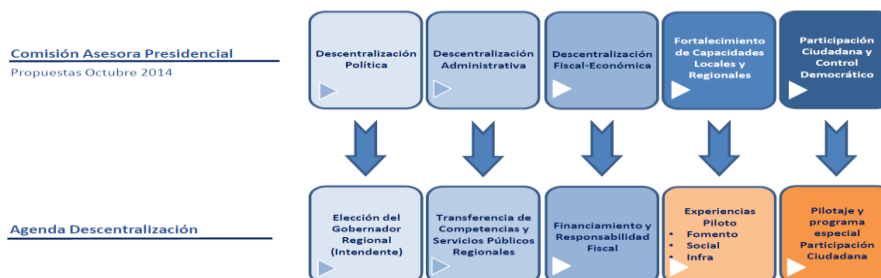 Comisión Asesora Presidencial
Propuestas Octubre 2014
Descentralización
Política
Descentralización
Administrativa
Descentralización
Fiscal-Económica
Fortalecimiento
de Capacidades
Locales y
Regionales
Participación
Ciudadana y
Control
Democrático
Agenda Descentralización
Elección del
Gobernador
Regional
(Intendente)
Transferencia de
Competencias y
Servicios Públicos
Regionales
Financiamiento y
Responsabilidad
Fiscal
Experiencias
Piloto
• Fomento
• Social
• Infra
Pilotaje y
programa
especial
Participación
Ciudadana